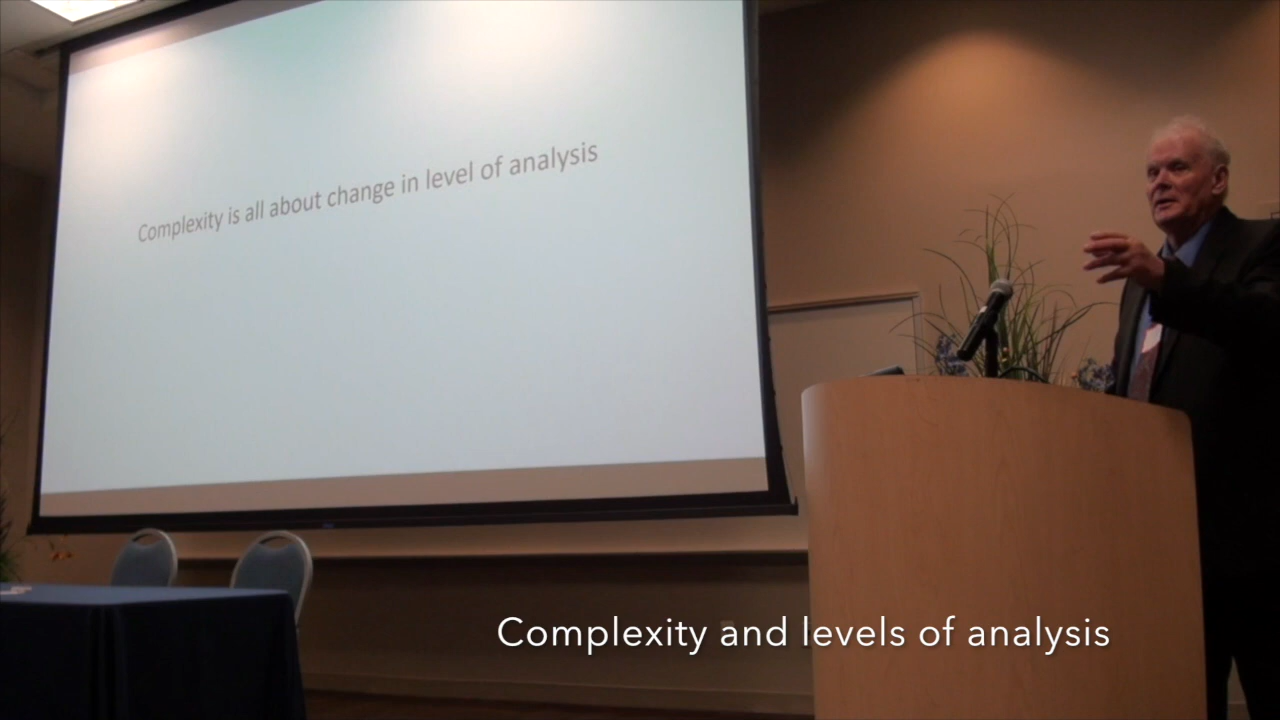 Complexity is all about change in level of analysis
Complexity and levels of analysis